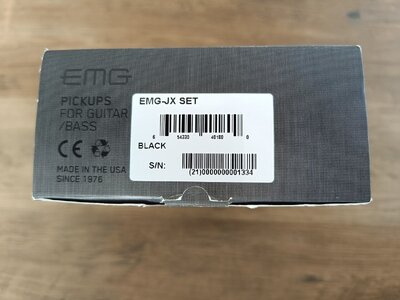 EMG
PICKUPS
FOR GUITAR
/BASS
CE
MADE IN THE USA
SINCE 1976
EMG-JX SET
BLACK
S/N:
(21)0000000001334